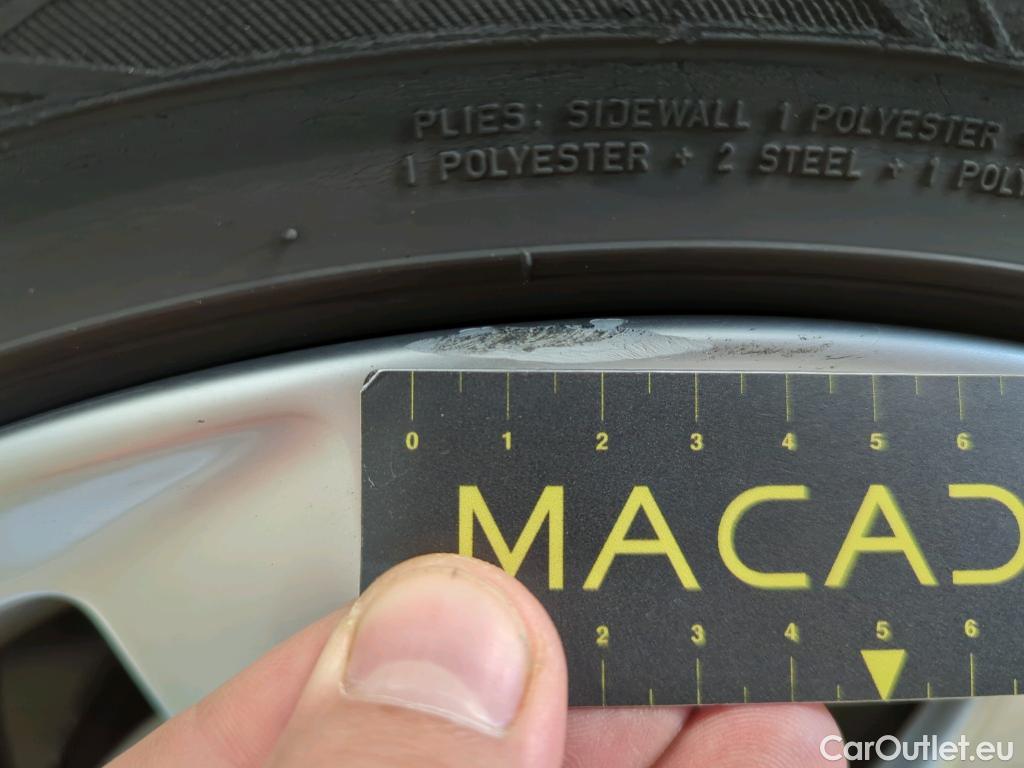 PLIES: SIDEWALL 1 POLYESTER
1 POLYESTER + 2 STEEL + 1 POLY
0 1 2 3 4 5 6
MACAD
2 3 4 5 6
CarOutlet.eu